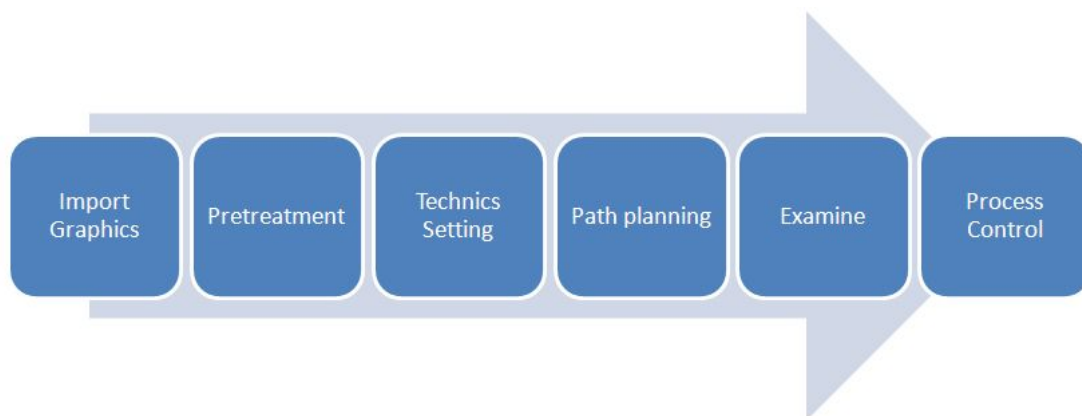 Import
Graphics
Pretreatment
Technics
Setting
Path planning
Examine
Process
Control